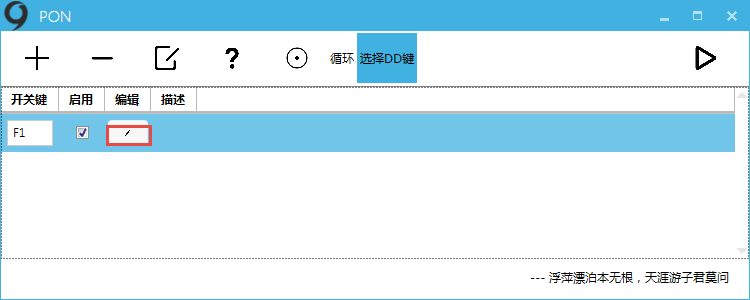 PON
循环 选择DD键
开关键 启用 编辑 描述
F1
--- 浮萍漂泊本无根，天涯游子君莫问